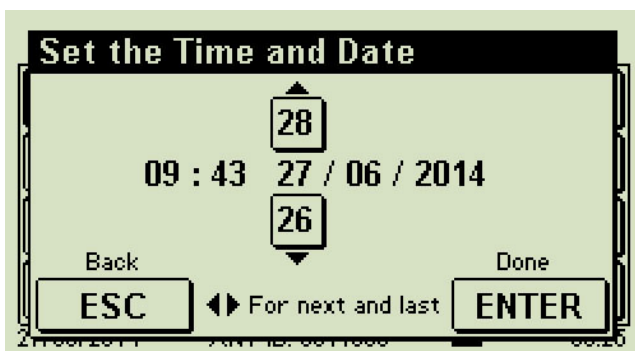 Set the Time and Date
28
09 : 43 27 / 06 / 2014
26
Back Done
ESC For next and last ENTER